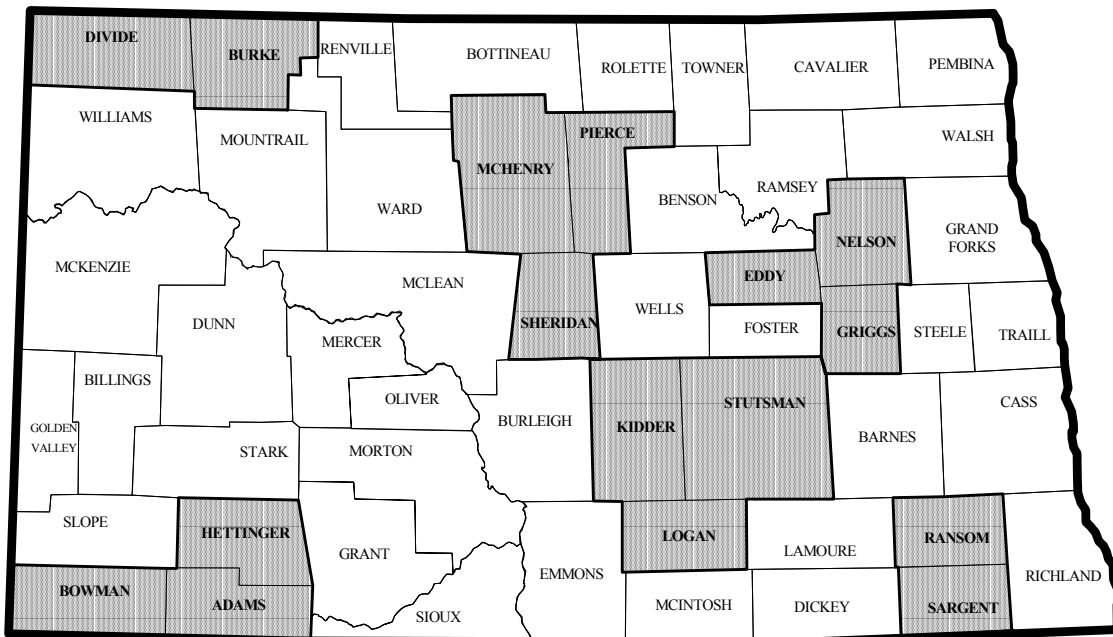 DIVIDE
BURKE
RENVILLE
BOTTINEAU
ROLETTE
TOWNER
CAVALIER
PEMBINA
WILLIAMS
MOUNTRAIL
WARD
MCHENRY
PIERCE
BENSON
RAMSEY
WALSH
NELSON
GRAND
FORKS
MCKENZIE
DUNN
MCLEAN
SHERIDAN
WELLS
EDDY
FOSTER
GRIGGS
STEELE
TRAILL
MERCER
OLIVER
BILLINGS
GOLDEN
VALLEY
STARK
MORTON
BURLEIGH
KIDDER
STUTSMAN
BARNES
CASS
SLOPE
HETTINGER
GRANT
EMMONS
LOGAN
LAMOURE
RANSOM
RICHLAND
BOWMAN
ADAMS
SIOUX
MCINTOSH
DICKEY
SARGENT